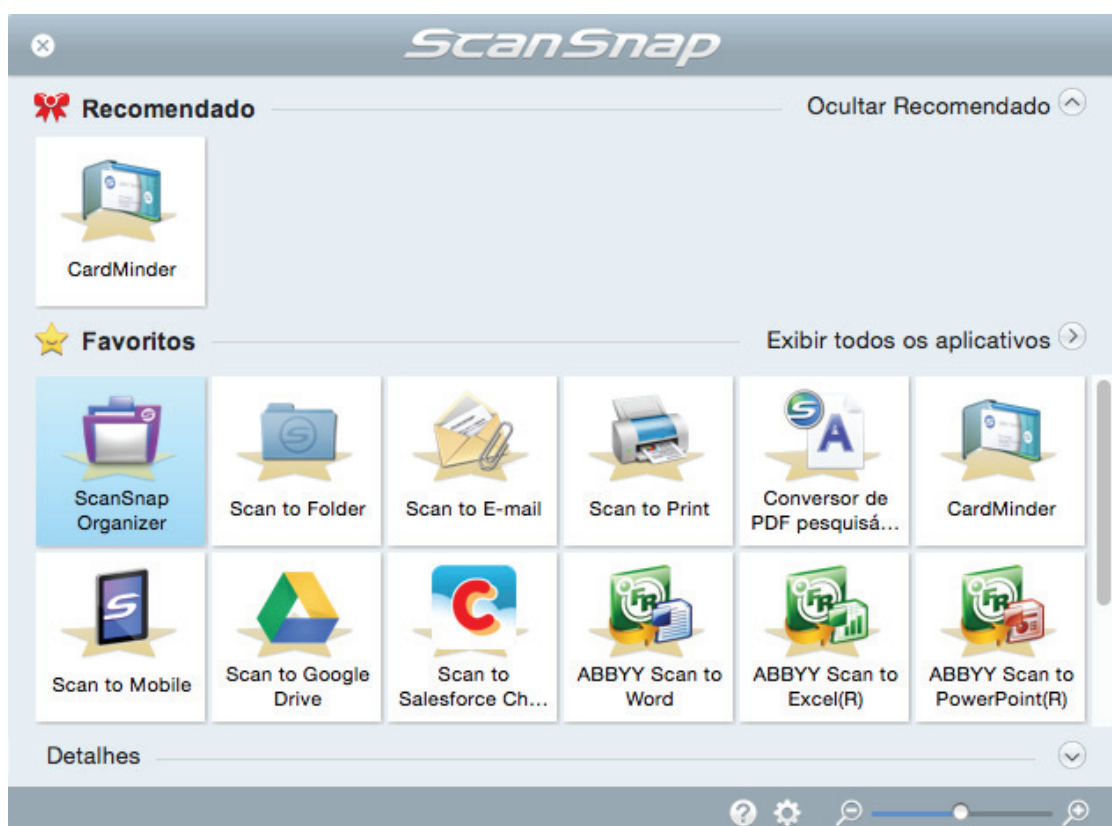 ScanSnap
Recomendado
Ocultar Recomendado
CardMinder
Favoritos
Exibir todos os aplicativos
ScanSnap
Organizer
Scan to Folder
Scan to E-mail
Scan to Print
Conversor de
PDF pesquisá...
CardMinder
Scan to Mobile
Scan to Google
Drive
Scan to
Salesforce Ch...
ABBYY Scan to
Word
ABBYY Scan to
Excel(R)
ABBYY Scan to
PowerPoint(R)
Detalhes